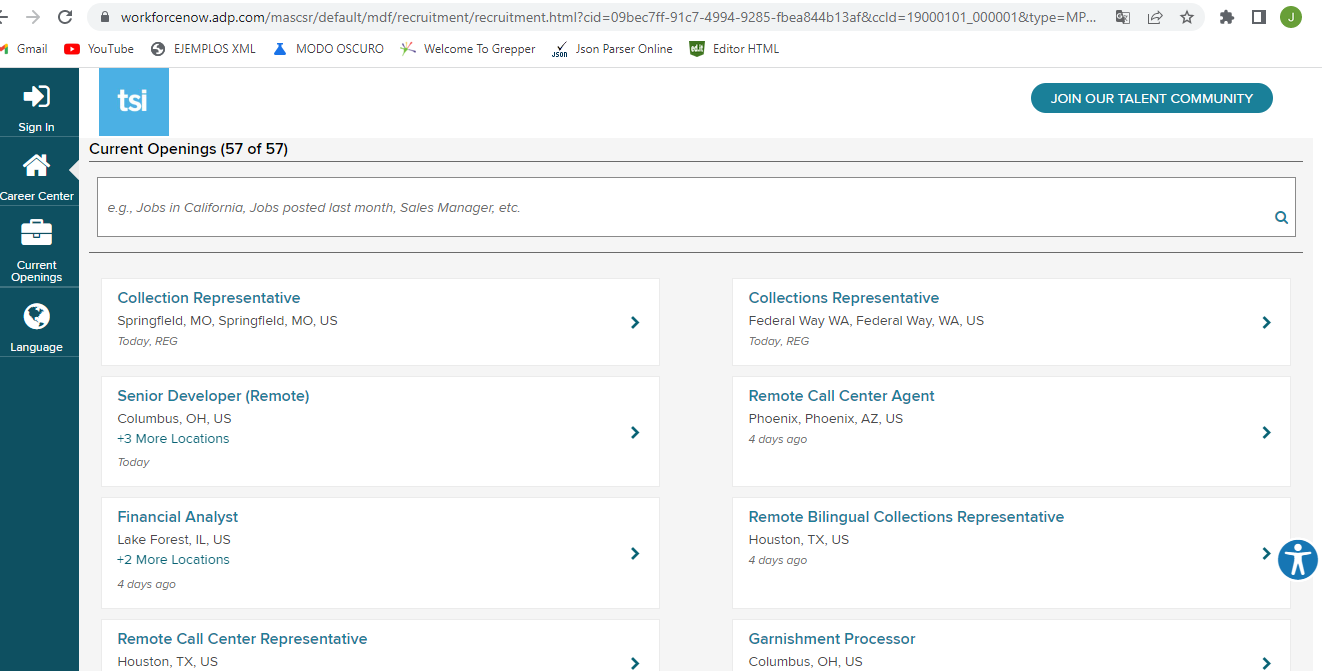 workforcenow.adp.com/mascsr/default/mdf/recruitment/recruitment.html?cid=09bec7ff-91c7-4994-9285-fbea844b13af&ccId=19000101_000001&type=MP...
J
Gmail
YouTube
EJEMPLOS XML
MODO OSCURO
Welcome To Grepper
JSON
Json Parser Online
Editor HTML
Sign In
Career Center
Current
Openings
Language
tsi
JOIN OUR TALENT COMMUNITY
Current Openings (57 of 57)
e.g., Jobs in California, Jobs posted last month, Sales Manager, etc.
Collection Representative
Springfield, MO, Springfield, MO, US
Today, REG
Collections Representative
Federal Way WA, Federal Way, WA, US
Today, REG
Senior Developer (Remote)
Columbus, OH, US
+3 More Locations
Today
Remote Call Center Agent
Phoenix, Phoenix, AZ, US
4 days ago
Financial Analyst
Lake Forest, IL, US
+2 More Locations
4 days ago
Remote Bilingual Collections Representative
Houston, TX, US
4 days ago
Remote Call Center Representative
Houston, TX, US
Garnishment Processor
Columbus, OH, US